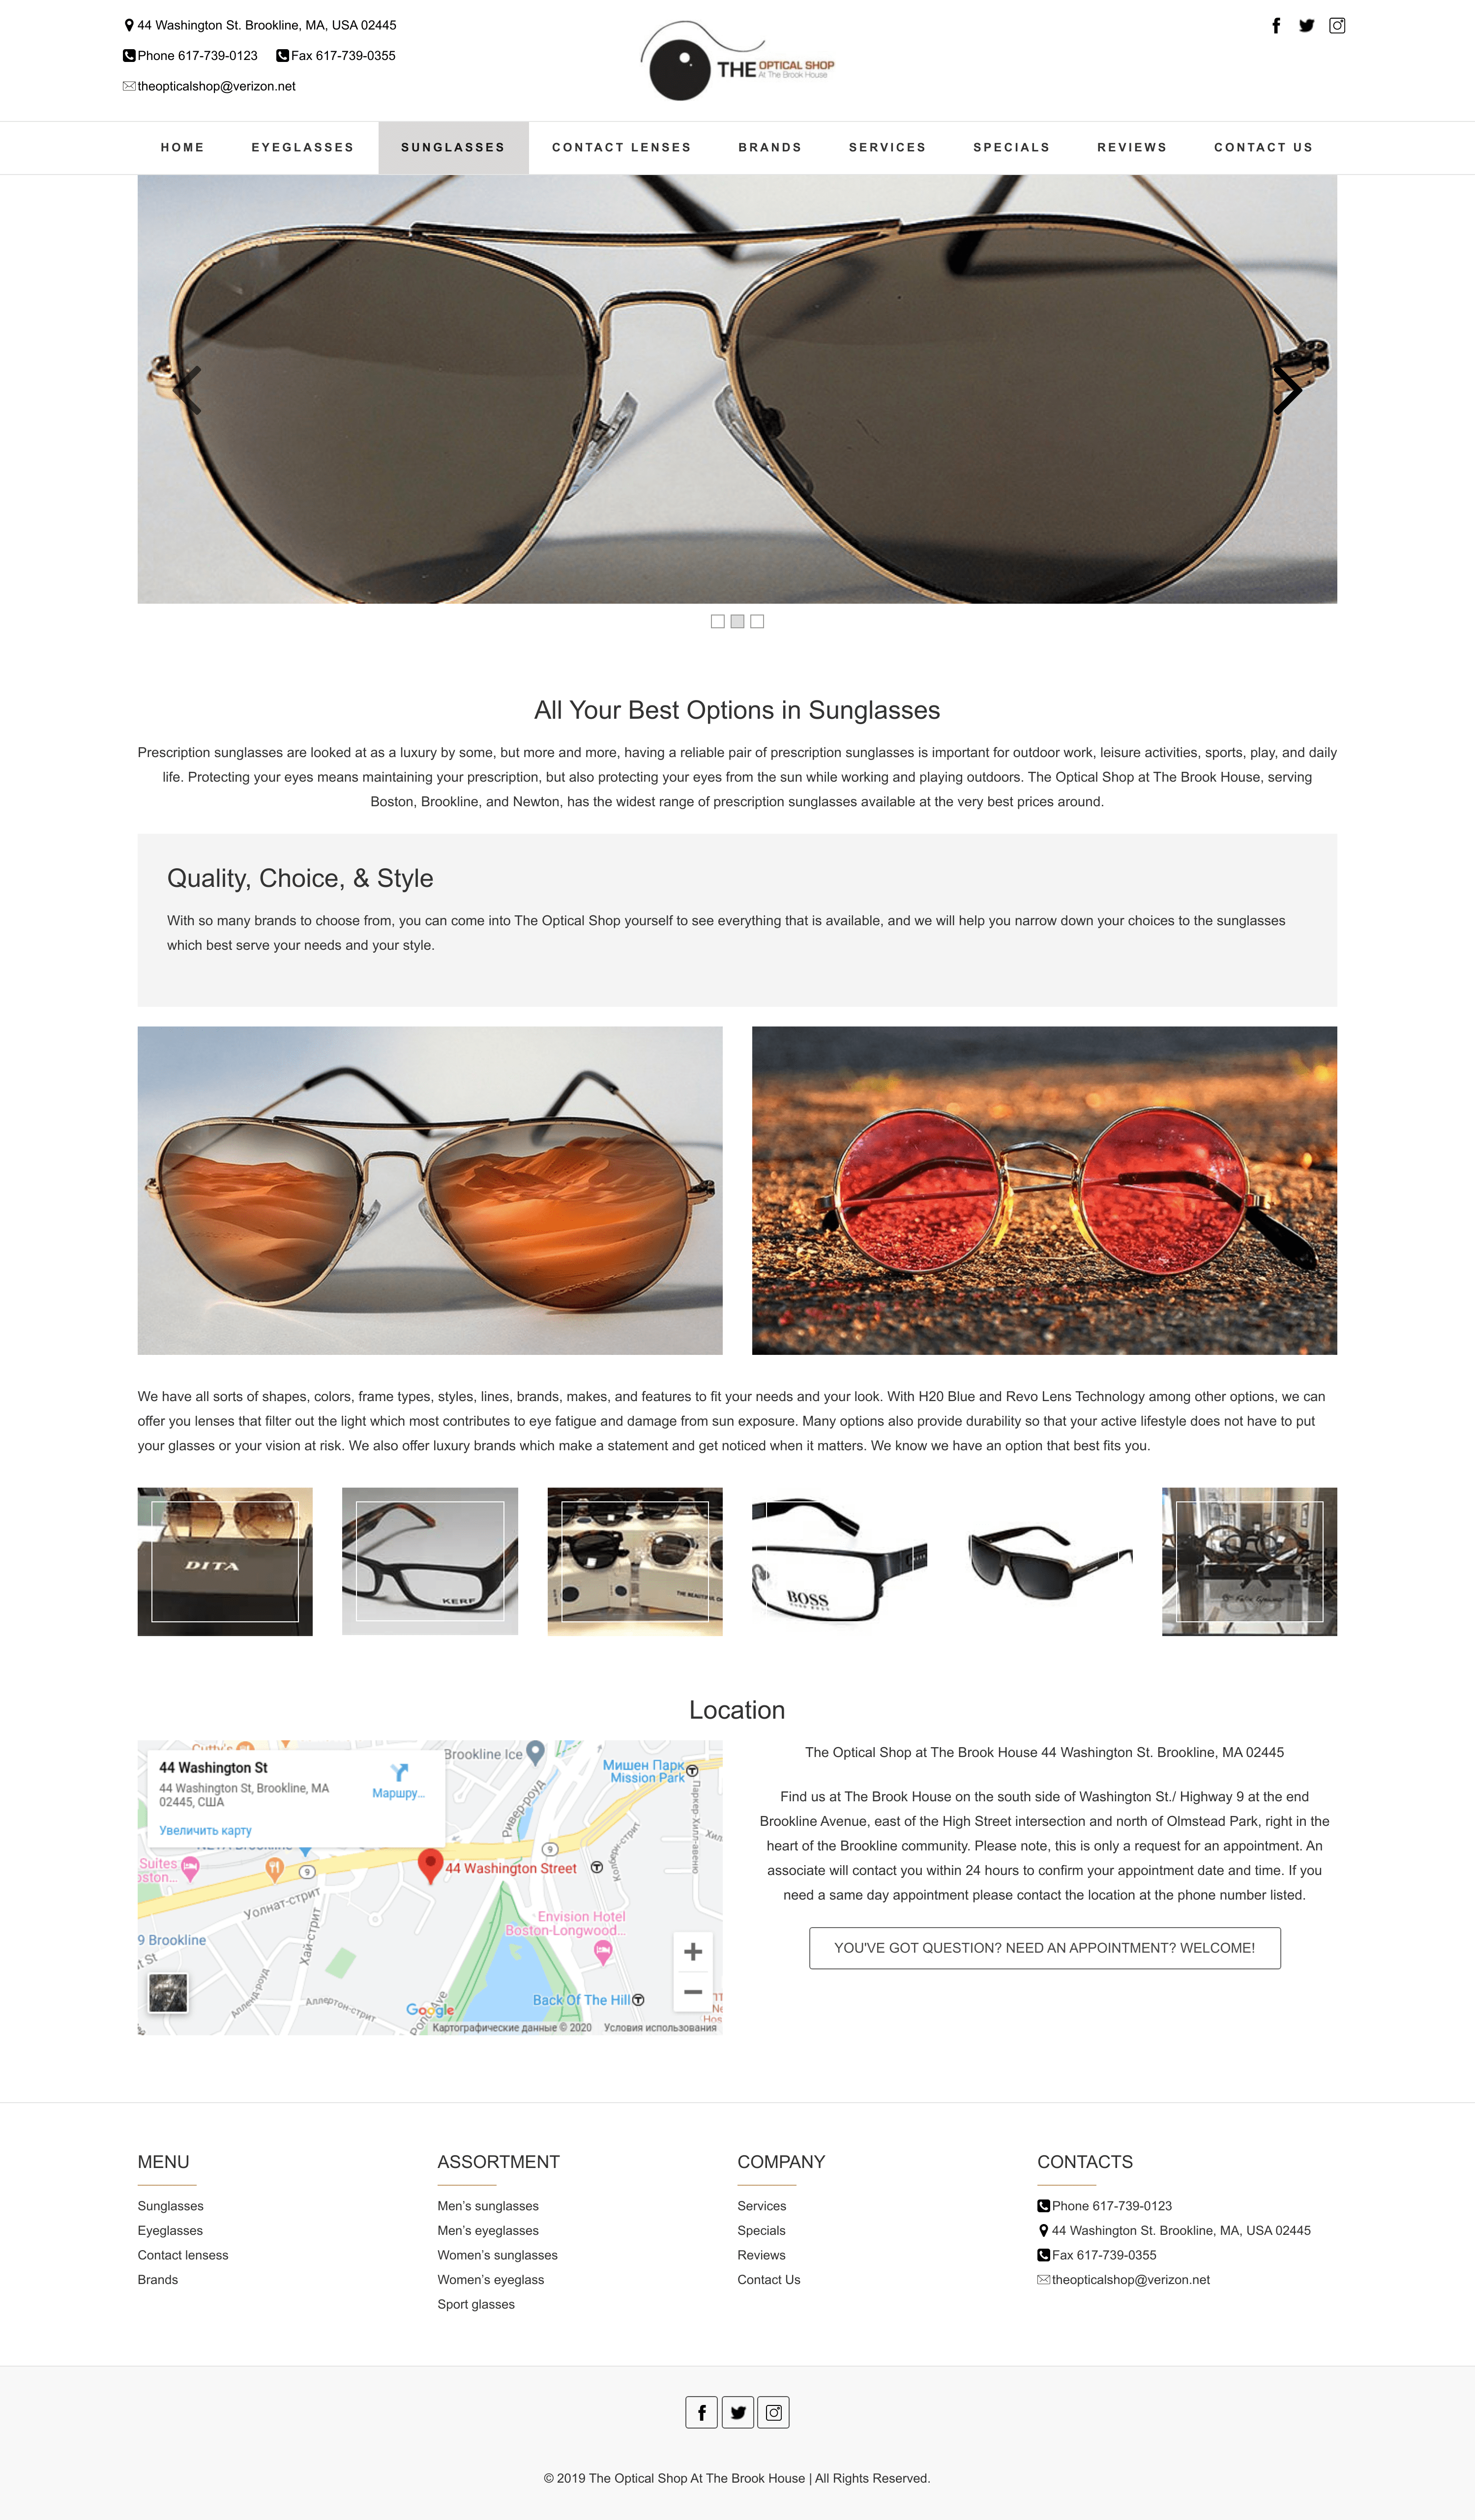 44 Washington St. Brookline, MA, USA 02445
Phone 617-739-0123 Fax 617-739-0355
theopticalshop@verizon.net
THE OPTICAL SHOP
At The Brook House
HOME EYEGLASSES SUNGLASSES CONTACT LENSES BRANDS SERVICES SPECIALS REVIEWS CONTACT US
All Your Best Options in Sunglasses
Prescription sunglasses are looked at as a luxury by some, but more and more, having a reliable pair of prescription sunglasses is important for outdoor work, leisure activities, sports, play, and daily
life. Protecting your eyes means maintaining your prescription, but also protecting your eyes from the sun while working and playing outdoors. The Optical Shop at The Brook House, serving
Boston, Brookline, and Newton, has the widest range of prescription sunglasses available at the very best prices around.
Quality, Choice, & Style
With so many brands to choose from, you can come into The Optical Shop yourself to see everything that is available, and we will help you narrow down your choices to the sunglasses
which best serve your needs and your style.
We have all sorts of shapes, colors, frame types, styles, lines, brands, makes, and features to fit your needs and your look. With H20 Blue and Revo Lens Technology among other options, we can
offer you lenses that filter out the light which most contributes to eye fatigue and damage from sun exposure. Many options also provide durability so that your active lifestyle does not have to put
your glasses or your vision at risk. We also offer luxury brands which make a statement and get noticed when it matters. We know we have an option that best fits you.
DITA
KERF
THE BEAUTIFUL
BOSS
HUGO BOSS
Location
44 Washington St
44 Washington St, Brookline, MA
02445, США
Маршру...
Увеличить карту
Cutty's
Brookline Ice
Мишен Парк
Mission Park
Ривер-роуд
Паркер-Хилл-авеню
Хил
Колберн-стрит
9
9
Suites
oston...
44 Washington Street
Уолнат-стрит
Хай-стрит
Envision Hotel
Boston-Longwood...
9 Brookline
t St
Алленд-роуд
Аллертон-стрит
Pond Ave
Back Of The Hill
Google
Картографические данные © 2020 Условия использования
The Optical Shop at The Brook House 44 Washington St. Brookline, MA 02445
Find us at The Brook House on the south side of Washington St./ Highway 9 at the end
Brookline Avenue, east of the High Street intersection and north of Olmstead Park, right in the
heart of the Brookline community. Please note, this is only a request for an appointment. An
associate will contact you within 24 hours to confirm your appointment date and time. If you
need a same day appointment please contact the location at the phone number listed.
YOU'VE GOT QUESTION? NEED AN APPOINTMENT? WELCOME!
MENU
Sunglasses
Eyeglasses
Contact lensess
Brands
ASSORTMENT
Men's sunglasses
Men's eyeglasses
Women's sunglasses
Women's eyeglass
Sport glasses
COMPANY
Services
Specials
Reviews
Contact Us
CONTACTS
Phone 617-739-0123
44 Washington St. Brookline, MA, USA 02445
Fax 617-739-0355
theopticalshop@verizon.net
© 2019 The Optical Shop At The Brook House | All Rights Reserved.